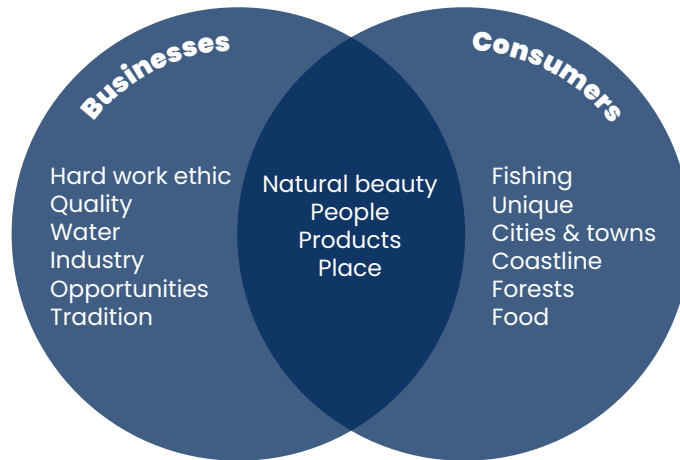 Businesses
Hard work ethic
Quality
Water
Industry
Opportunities
Tradition
Natural beauty
People
Products
Place
Consumers
Fishing
Unique
Cities & towns
Coastline
Forests
Food